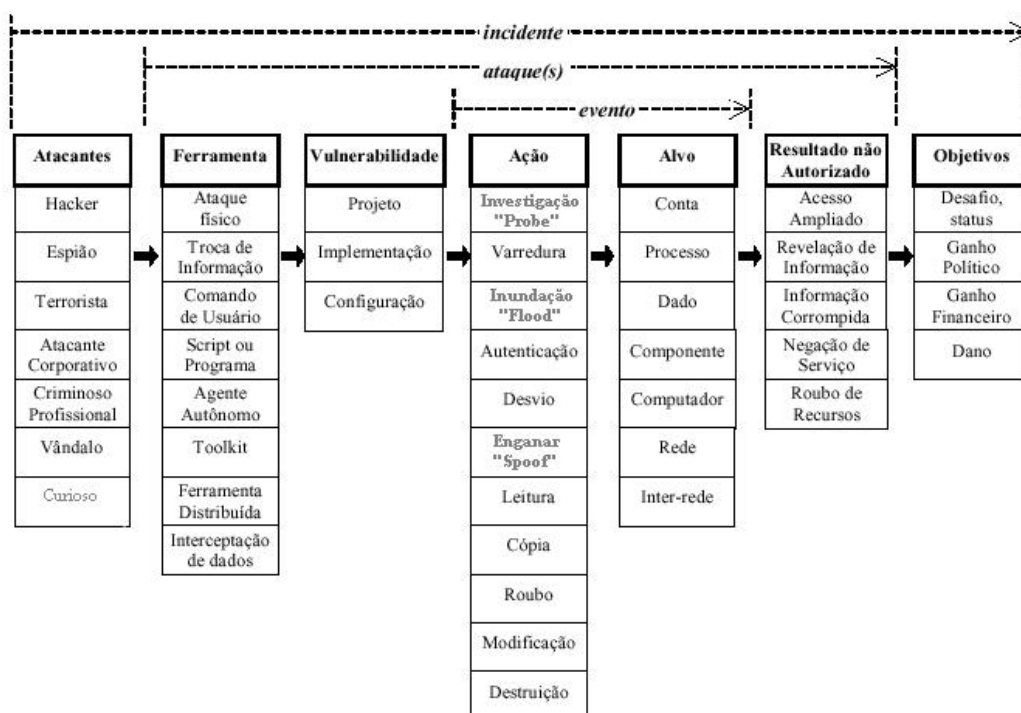 incidente
ataque(s)
evento
Atacantes
Hacker
Espião
Terrorista
Atacante
Corporativo
Criminoso
Profissional
Vândalo
Curioso
Ferramenta
Ataque
físico
Troca de
Informação
Comando
de Usuário
Script ou
Programa
Agente
Autônomo
Toolkit
Ferramenta
Distribuída
Interceptação
de dados
Vulnerabilidade
Projeto
Implementação
Configuração
Ação
Investigação
"Probe"
Varredura
Inundação
"Flood"
Autenticação
Desvio
Enganar
"Spoof"
Leitura
Cópia
Roubo
Modificação
Destruição
Alvo
Conta
Processo
Dado
Componente
Computador
Rede
Inter-rede
Resultado não
Autorizado
Acesso
Ampliado
Revelação de
Informação
Informação
Corrompida
Negação de
Serviço
Roubo de
Recursos
Objetivos
Desafio,
status
Ganho
Político
Ganho
Financeiro
Dano